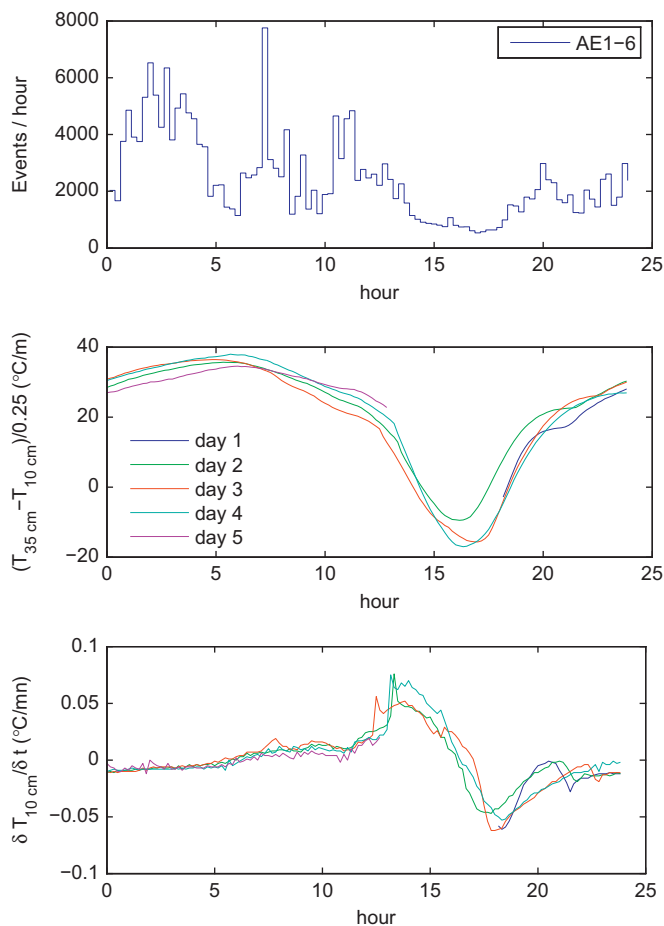 8000
6000
4000
2000
0
Events / hour
AE1−6
0 5 10 15 20 25
hour
40
20
0
−20
(T35 cm−T10 cm)/0.25 (°C/m)
day 1
day 2
day 3
day 4
day 5
0 5 10 15 20 25
hour
0.1
0.05
0
−0.05
−0.1
δ T10 cm/δ t (°C/mn)
0 5 10 15 20 25
hour